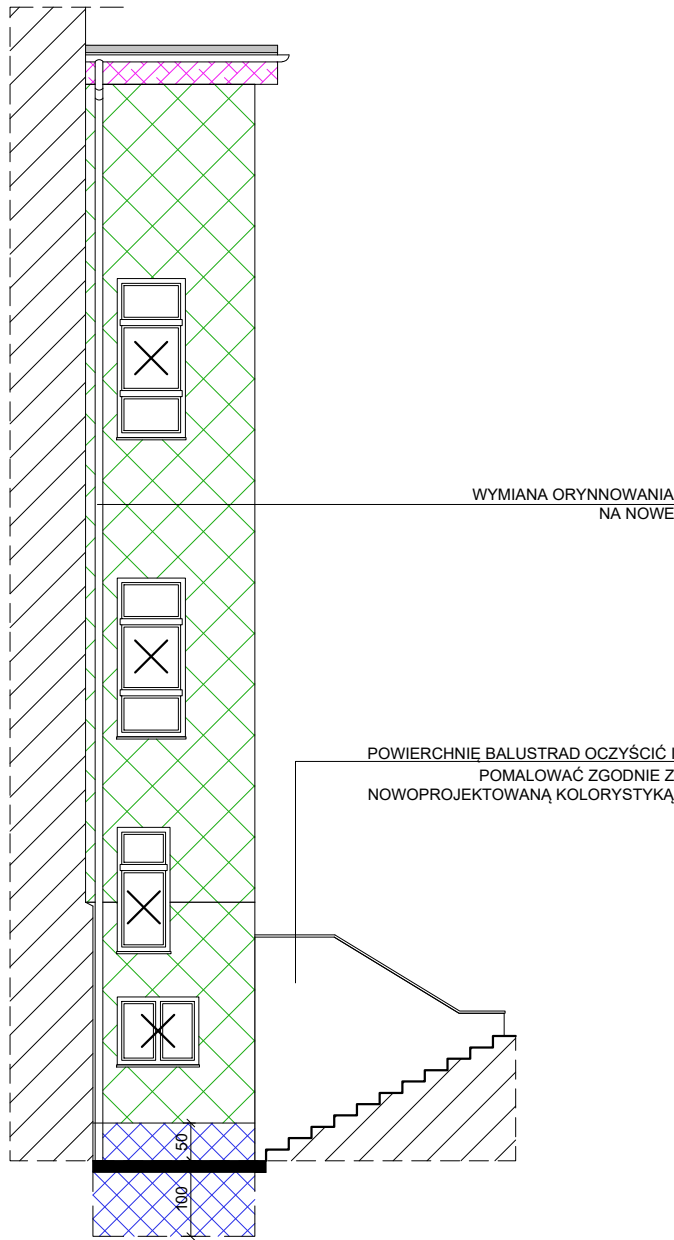 WYMIANA ORYNNOWANIA
NA NOWE
POWIERCHNIĘ BALUSTRAD OCZYŚCIĆ I
POMALOWAĆ ZGODNIE Z
NOWOPROJEKTOWANĄ KOLORYSTYKĄ
50
100